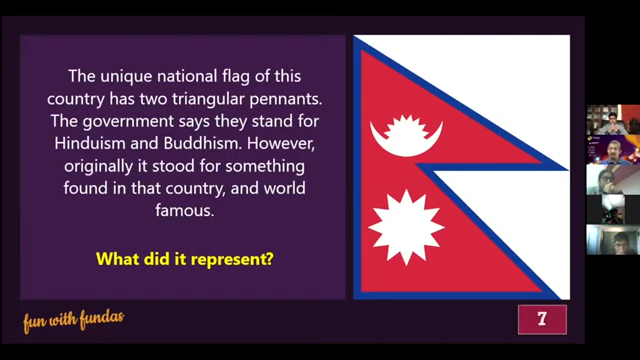 The unique national flag of this
country has two triangular pennants.
The government says they stand for
Hinduism and Buddhism. However,
originally it stood for something
found in that country, and world
famous.
What did it represent?
fun with fundas
7